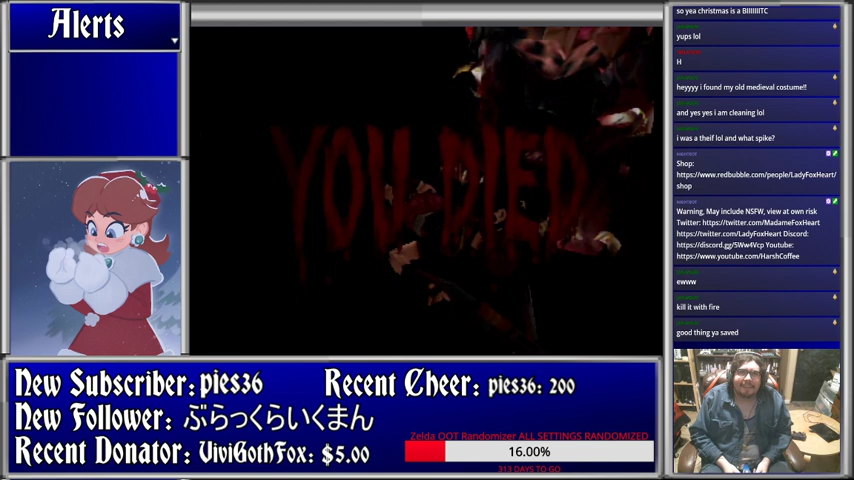 Alerts
YOU DIED
so yea christmas is a BIIIIIIITC
yups lol
H
heyyyy i found my old medieval costume!!
and yes yes i am cleaning lol
i was a theif lol and what spike?
Shop:
https://www.redbubble.com/people/LadyFoxHeart/
shop
Warning, May include NSFW, view at own risk
Twitter: https://twitter.com/MadameFoxHeart
https://twitter.com/LadyFoxHeart Discord:
https://discord.gg/5Ww4Vcp Youtube:
https://www.youtube.com/HarshCoffee
ewww
kill it with fire
good thing ya saved
New Subscriber: pies36
Recent Cheer: pies36: 200
New Follower: ぶらっくらいくまん
Recent Donator: ViviGothFox: $5.00
Zelda OOT Randomizer ALL SETTINGS RANDOMIZED
16.00%
313 DAYS TO GO